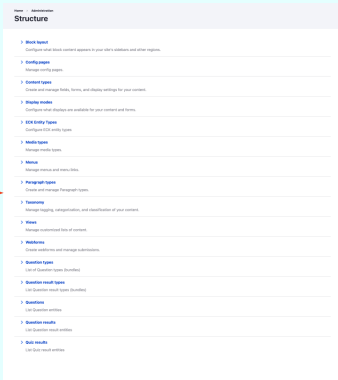 Home > Administration
Structure
Block layout
Configure what block content appears in your site's sidebars and other regions.
Config pages
Manage config pages
Content types
Create and manage fields, forms, and display settings for your content.
Display modes
Configure what displays are available for your content and forms.
ECK Entity Types
Configure ECK entity types
Media types
Manage media types.
Menus
Manage menus and menu links.
Paragraph types
Create and manage Paragraph types.
Taxonomy
Manage tagging, categorization, and classification of your content
Views
Manage customized lists of content.
Webforms
Create webforms and manage submissions.
Question types
List of Question types (bundles)
Question result types
List Question result types (bundles)
Questions
List Question entities
Question results
List Question result entities
Quiz results
List Quiz result entities